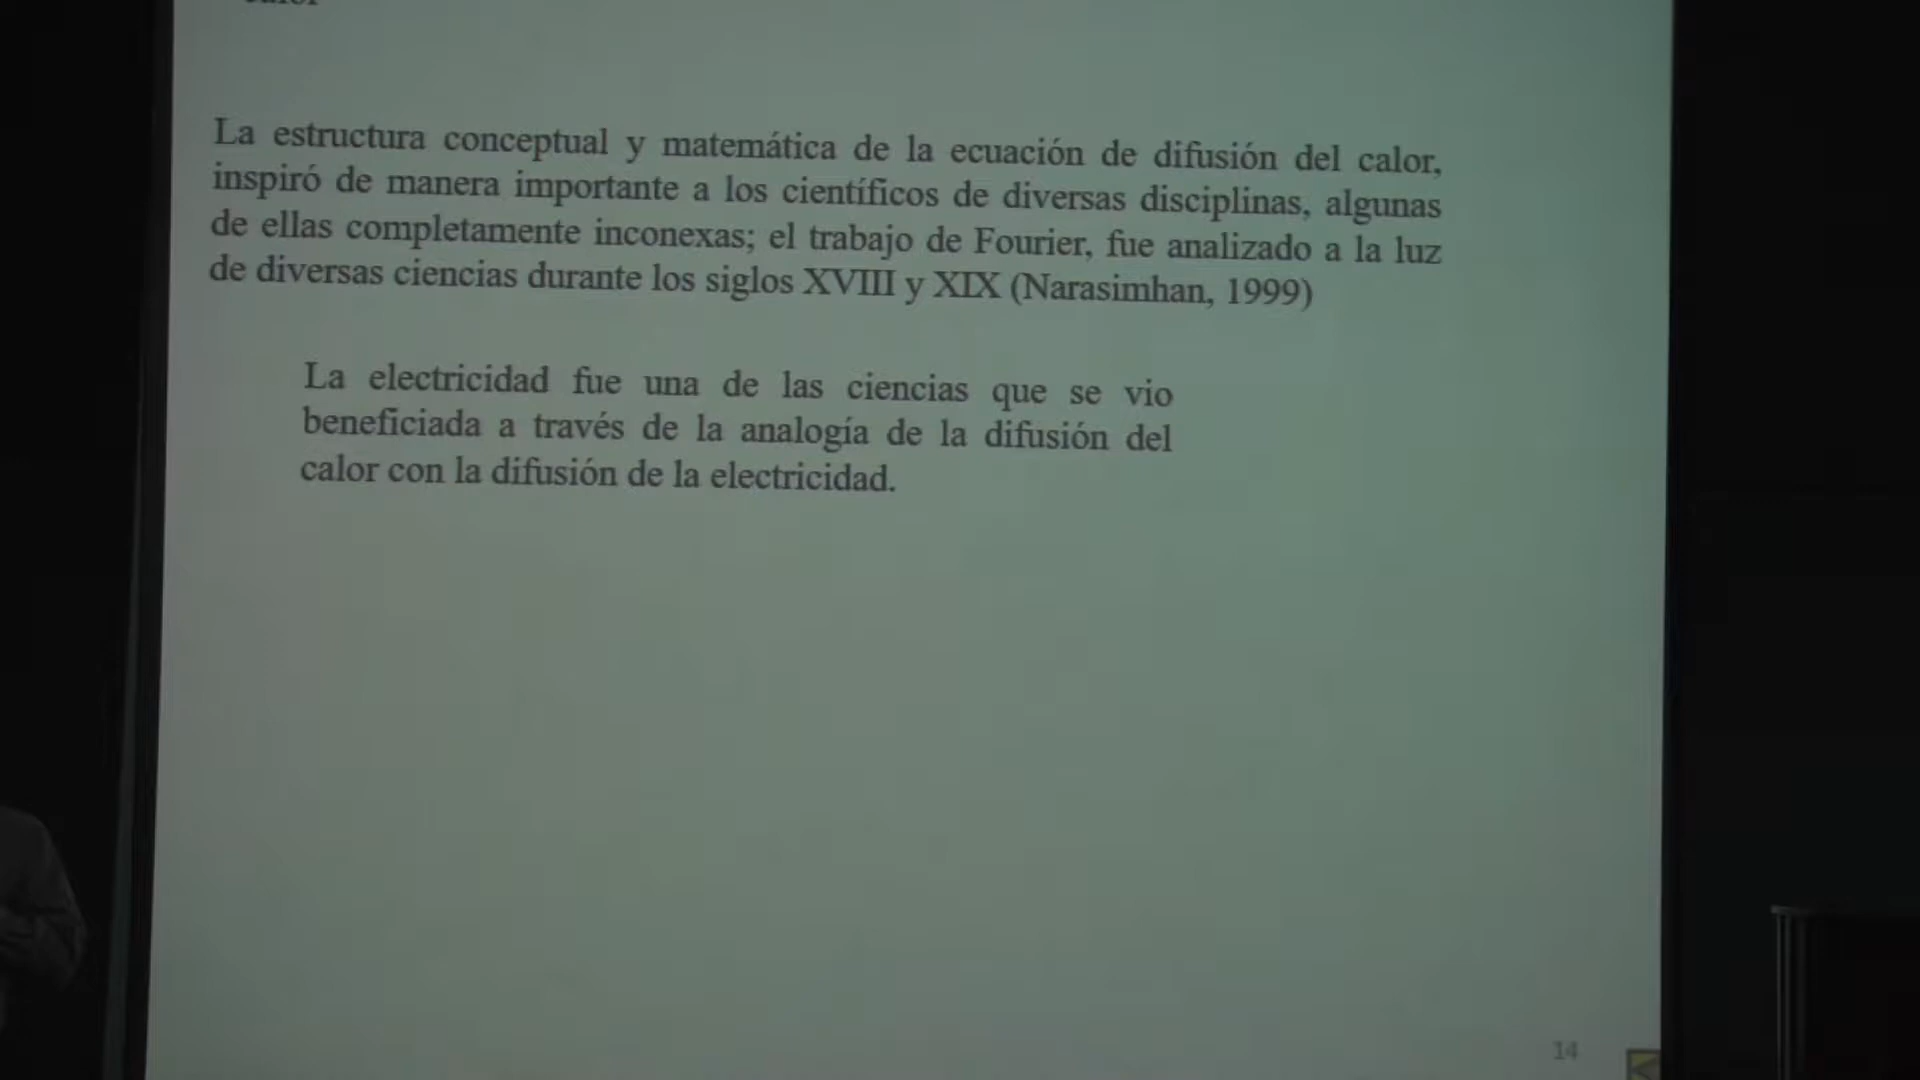 La estructura conceptual y matemática de la ecuación de difusión del calor,
inspiró de manera importante a los científicos de diversas disciplinas, algunas
de ellas completamente inconexas; el trabajo de Fourier, fue analizado a la luz
de diversas ciencias durante los siglos XVIII y XIX (Narasimhan, 1999)
La electricidad fue una de las ciencias que se vio
beneficiada a través de la analogía de la difusión del
calor con la difusión de la electricidad.
14